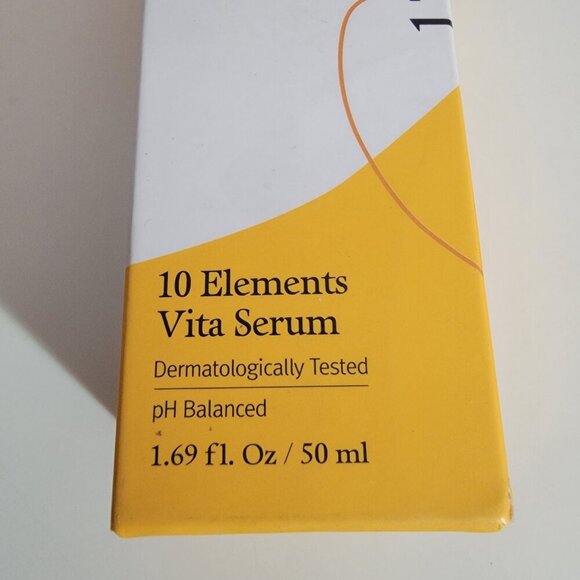 10 Elements
Vita Serum
Dermatologically Tested
pH Balanced
1.69 fl. Oz / 50 ml